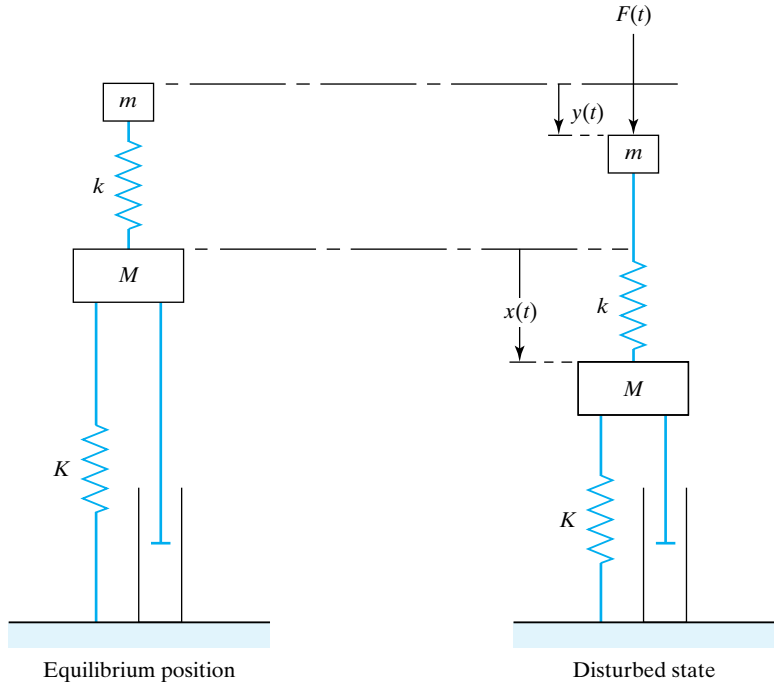 F(t)
m
y(t)
m
k
M
x(t)
k
M
K
K
Equilibrium position
Disturbed state